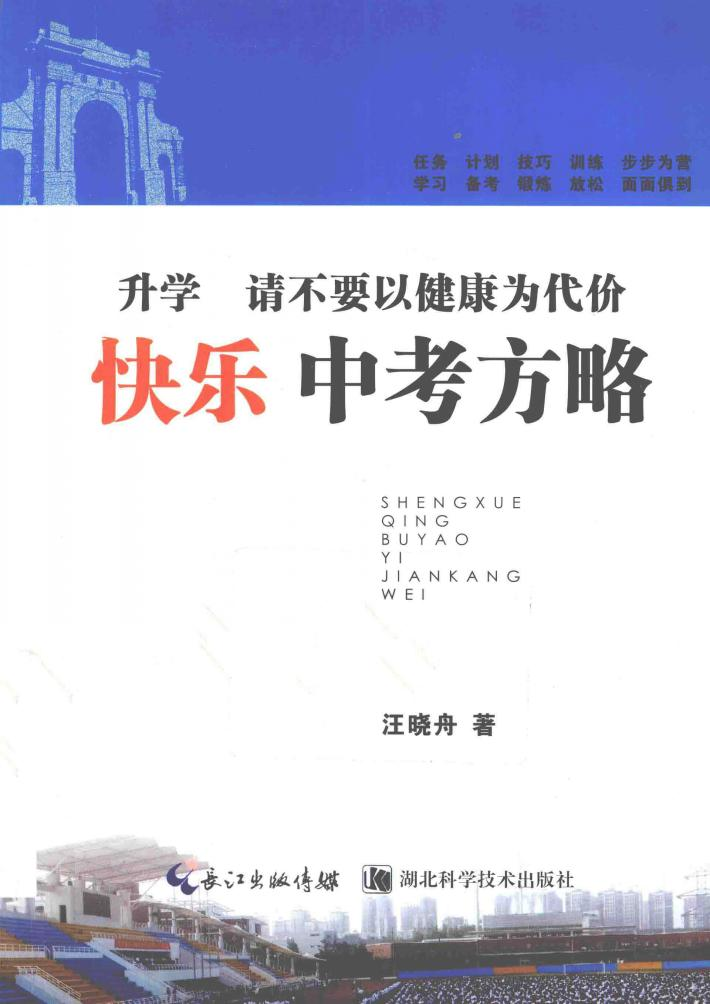 任务 计划 技巧 训练 步步为营
学习 备考 锻炼 放松 面面俱到
升学 请不要以健康为代价
快乐 中考方略
SHENGXUE
QING
BUYAO
YI
JIANKANG
WEI
汪晓舟 著
长江出版传媒 湖北科学技术出版社